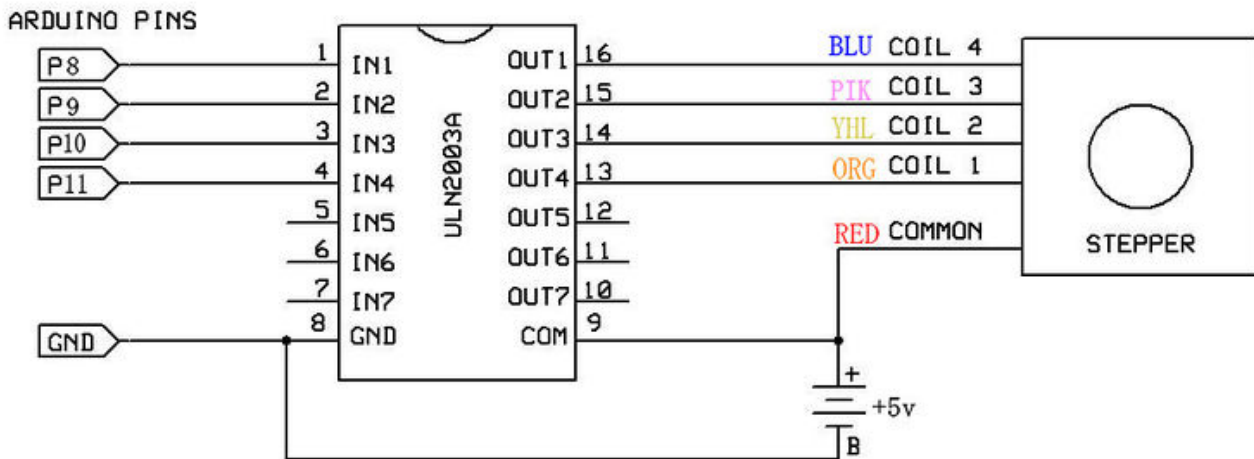 ARDUINO PINS
P8 1 IN1 OUT1 16 BLU COIL 4
P9 2 IN2 OUT2 15 PIK COIL 3
P10 3 IN3 OUT3 14 YHL COIL 2
P11 4 IN4 OUT4 13 ORG COIL 1
5 IN5 OUT5 12
6 IN6 OUT6 11
7 IN7 OUT7 10
GND 8 GND COM 9
ULN2003A
RED COMMON
STEPPER
+
+5v
B